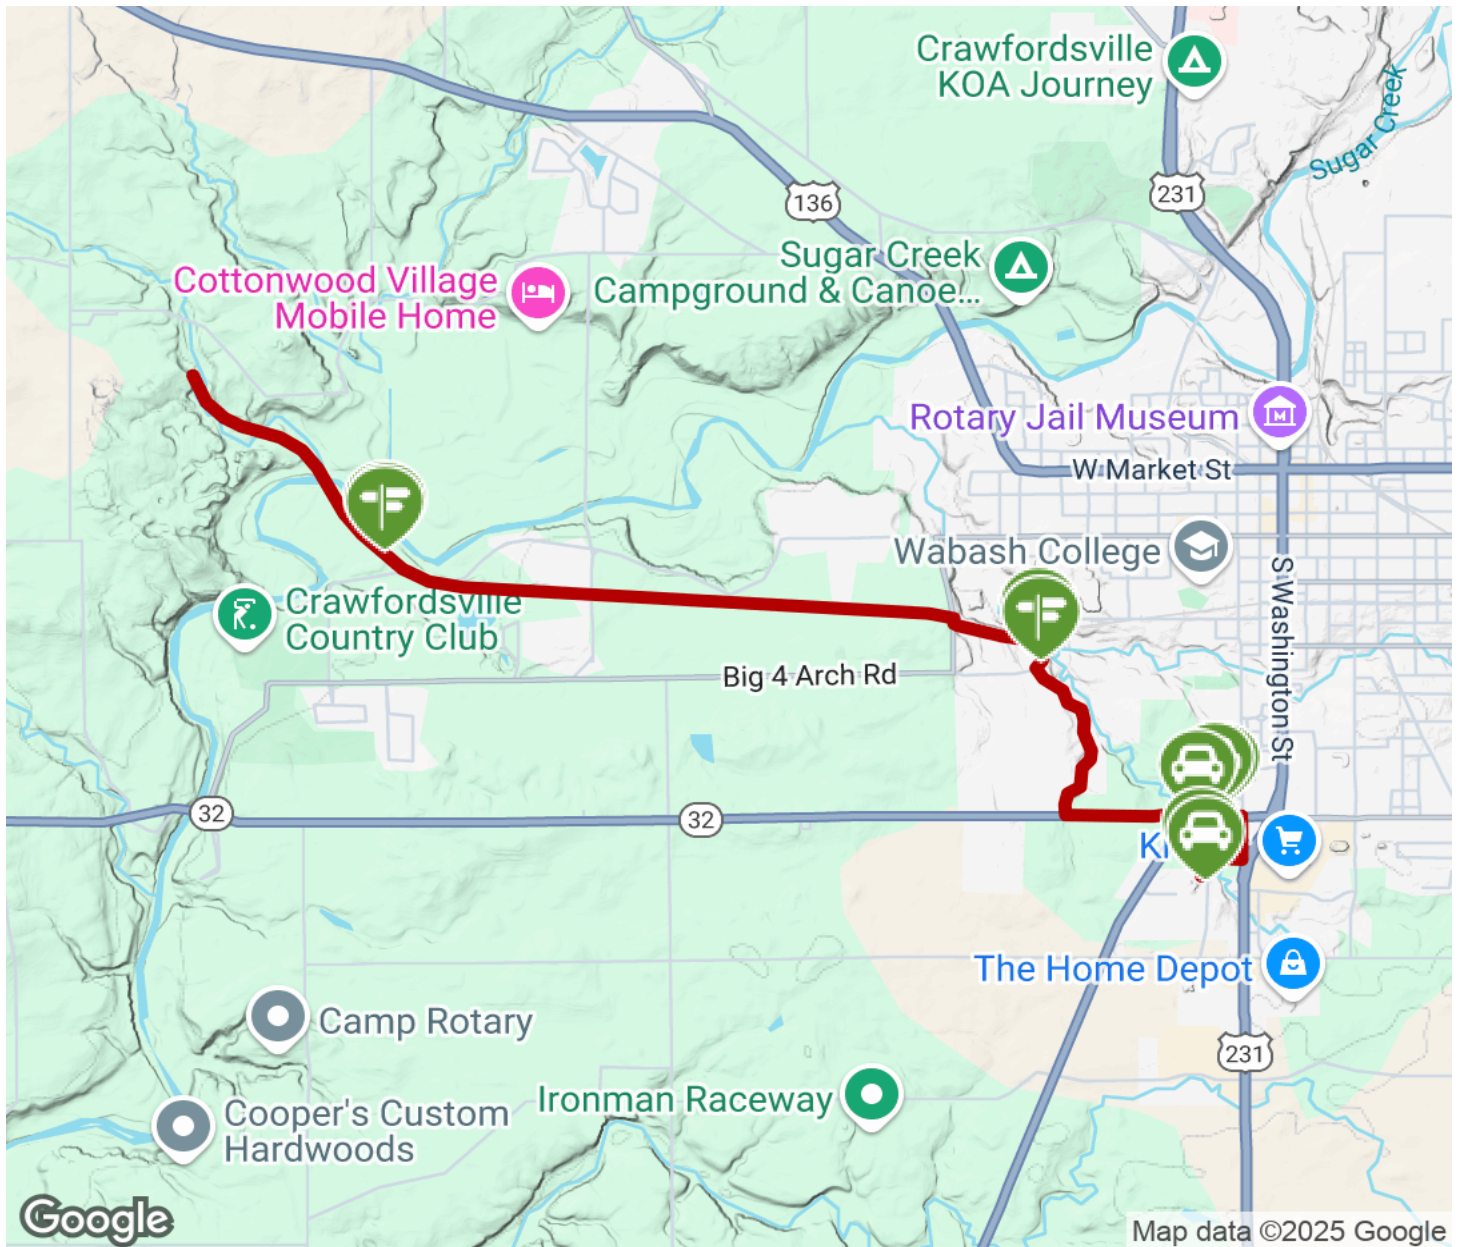 Crawfordsville
KOA Journey
Sugar Creek
231
136
Sugar Creek
Campground & Canoe...
Cottonwood Village
Mobile Home
Rotary Jail Museum
W Market St
Wabash College
S Washington St
Crawfordsville
Country Club
Big 4 Arch Rd
32
32
The Home Depot
Camp Rotary
231
Ironman Raceway
Cooper's Custom
Hardwoods
Google
Map data ©2025 Google